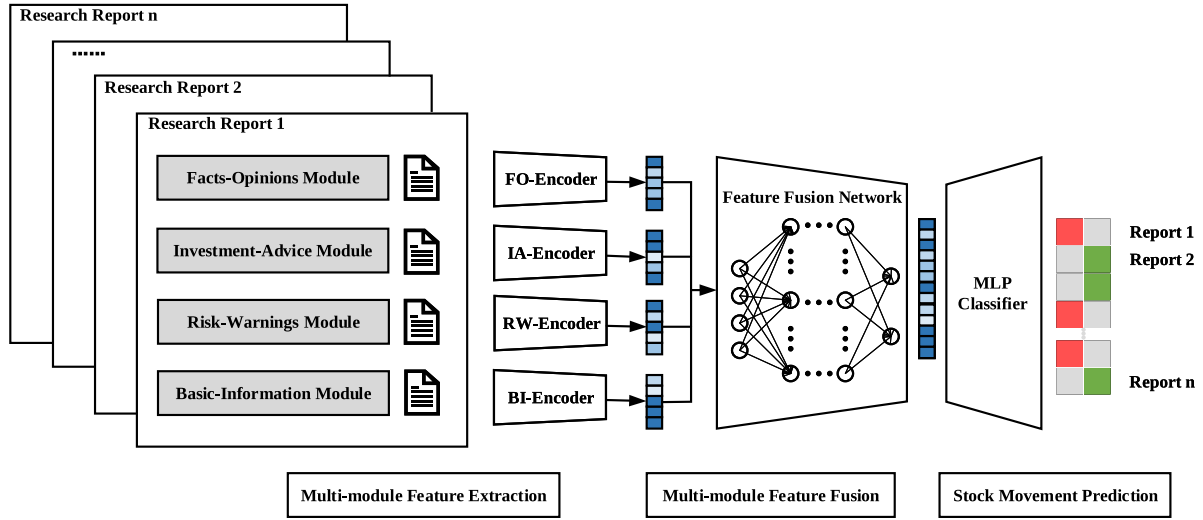 Research Report n
......
Research Report 2
Research Report 1
Facts-Opinions Module
Investment-Advice Module
Risk-Warnings Module
Basic-Information Module
FO-Encoder
IA-Encoder
RW-Encoder
BI-Encoder
Feature Fusion Network
MLP
Classifier
Report 1
Report 2
Report n
Multi-module Feature Extraction
Multi-module Feature Fusion
Stock Movement Prediction